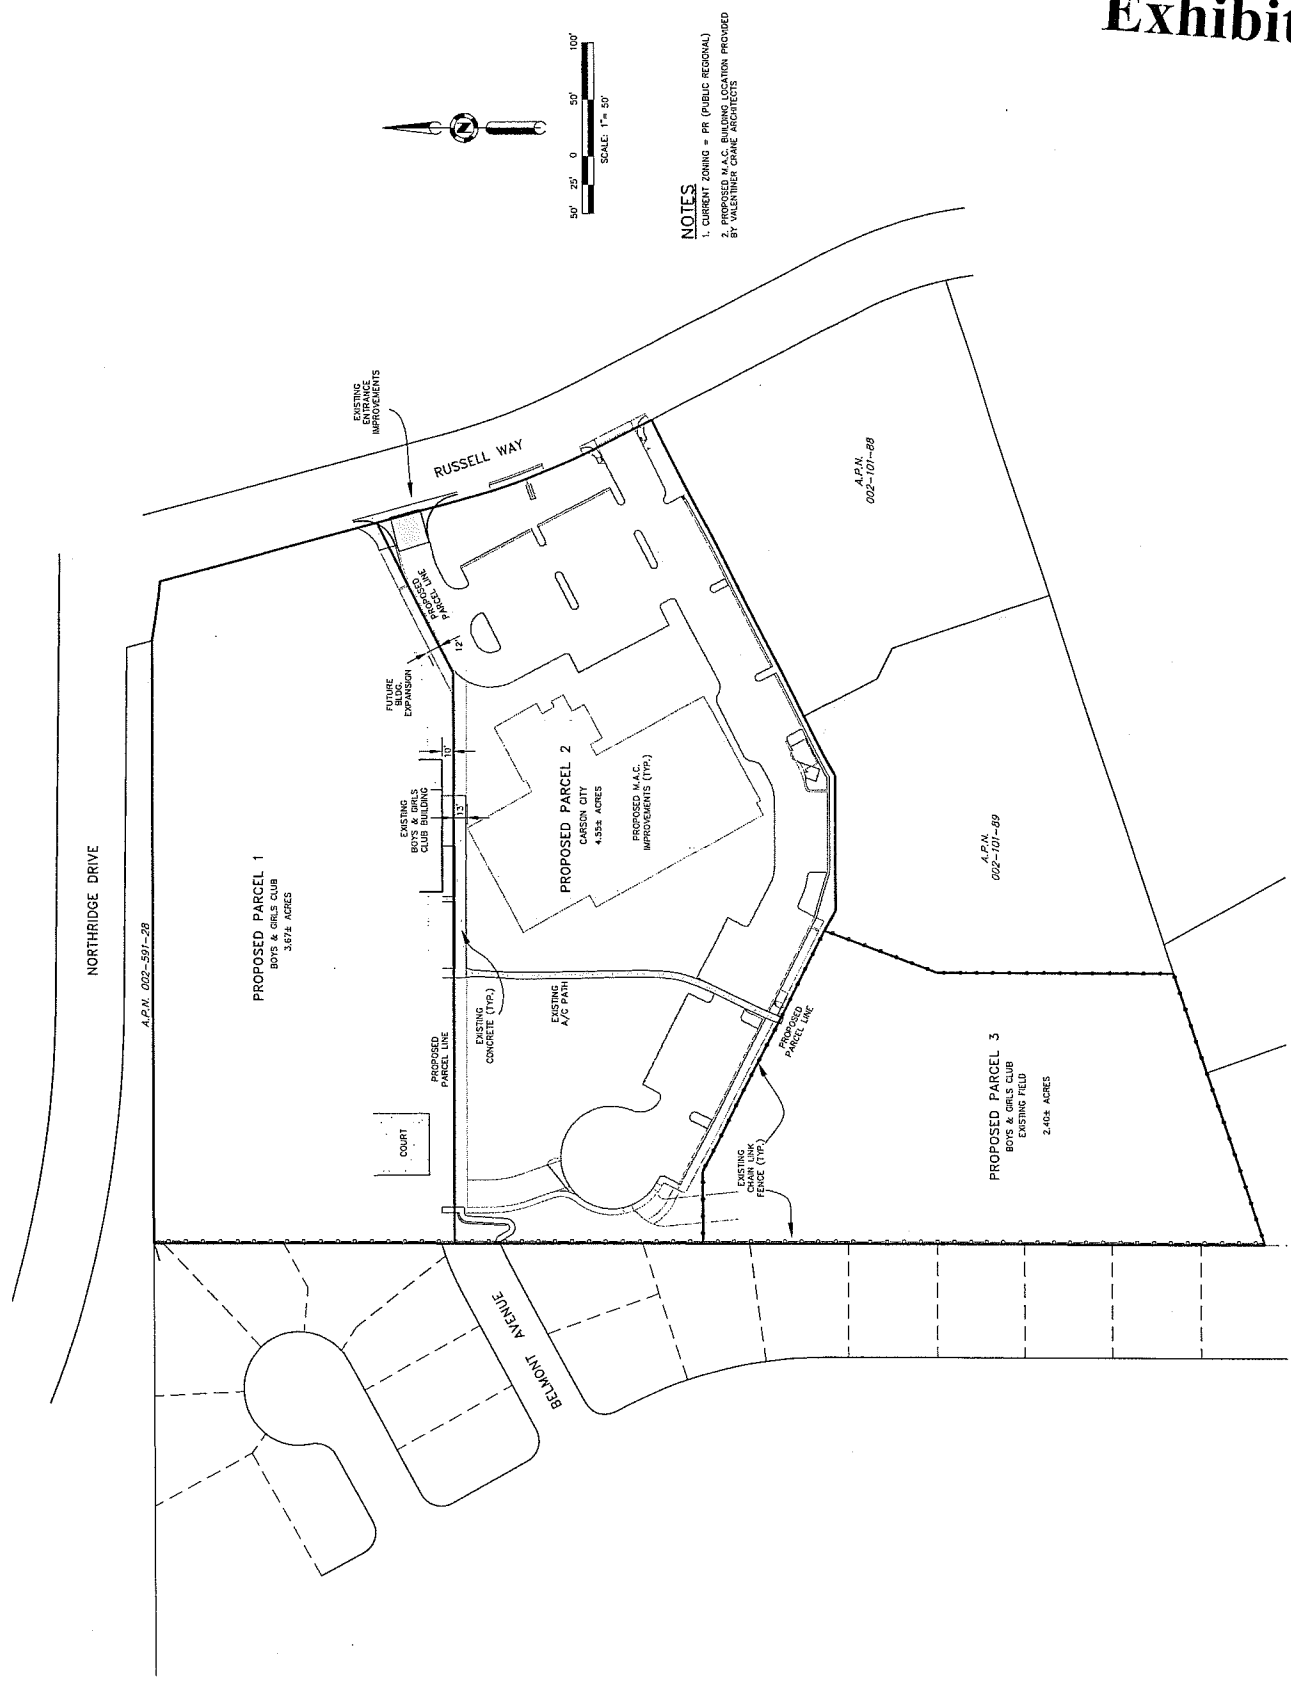 Exhibit
50' 25' 0 50' 100'
SCALE: 1"= 50'
NOTES
1. CURRENT ZONING = PR (PUBLIC REGIONAL)
2. PROPOSED M.A.C. BUILDING LOCATION PROVIDED
BY VALENTINER CRANE ARCHITECTS
N
NORTHRIDGE DRIVE
A.P.N. 002-591-28
PROPOSED PARCEL 1
BOYS & GIRLS CLUB
3.67± ACRES
EXISTING
ENTRANCE
IMPROVEMENTS
RUSSELL WAY
PROPOSED
PARCEL LINE
12'
FUTURE
BLDG.
EXPANSION
10'
EXISTING
BOYS & GIRLS
CLUB BUILDING
13'
PROPOSED PARCEL 2
CARSON CITY
4.55± ACRES
PROPOSED M.A.C.
IMPROVEMENTS (TYP.)
EXISTING
CONCRETE (TYP.)
EXISTING
A/C PATH
PROPOSED
PARCEL LINE
COURT
PROPOSED
PARCEL LINE
EXISTING
CHAIN LINK
FENCE (TYP.)
PROPOSED PARCEL 3
BOYS & GIRLS CLUB
EXISTING FIELD
2.40± ACRES
A.P.N.
002-101-88
A.P.N.
002-101-89
BELMONT AVENUE